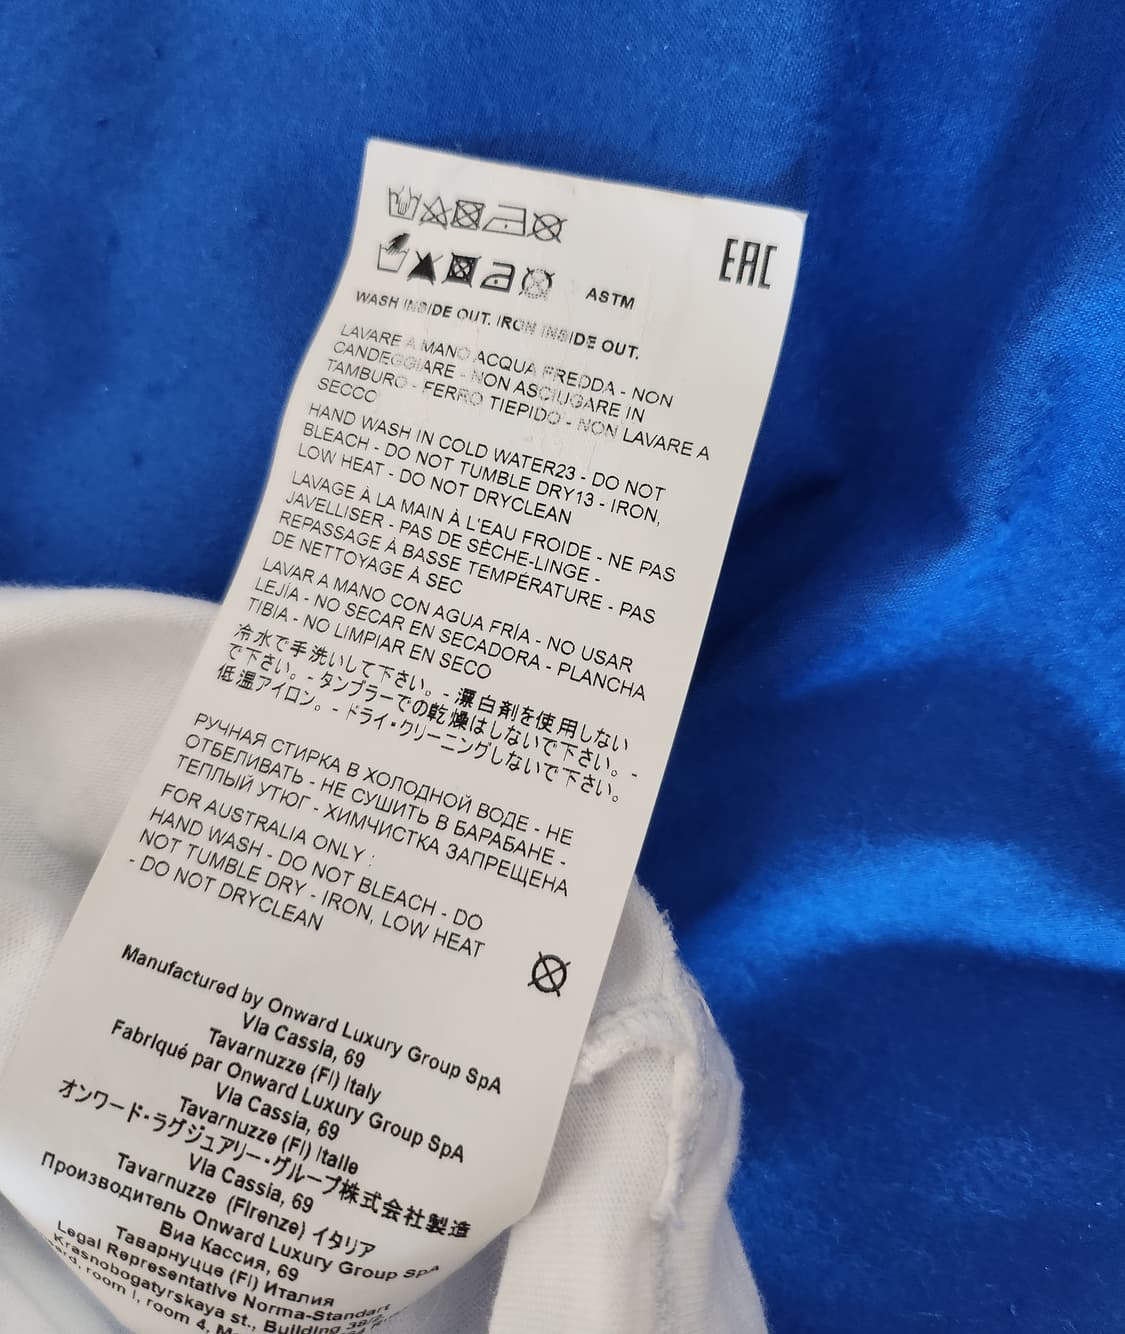 EAC
ASTM
WASH INSIDE OUT. IRON INSIDE OUT.
LAVARE A MANO ACQUA FREDDA - NON
CANDEGGIARE - NON ASCIUGARE IN
TAMBURO - FERRO TIEPIDO - NON LAVARE A
SECCO
HAND WASH IN COLD WATER23 - DO NOT
BLEACH - DO NOT TUMBLE DRY13 - IRON,
LOW HEAT - DO NOT DRYCLEAN
LAVAGE À LA MAIN À L'EAU FROIDE - NE PAS
JAVELLISER - PAS DE SÈCHE-LINGE -
REPASSAGE À BASSE TEMPÉRATURE - PAS
DE NETTOYAGE À SEC
LAVAR A MANO CON AGUA FRÍA - NO USAR
LEJÍA - NO SECAR EN SECADORA - PLANCHA
TIBIA - NO LIMPIAR EN SECO
冷水で手洗いして下さい。- 漂白剤を使用しない
で下さい。- タンブラーでの乾燥はしないで下さい。-
低温アイロン。- ドライ・クリーニングしないで下さい。
РУЧНАЯ СТИРКА В ХОЛОДНОЙ ВОДЕ - НЕ
ОТБЕЛИВАТЬ - НЕ СУШИТЬ В БАРАБАНЕ -
ТЕПЛЫЙ УТЮГ - ХИМЧИСТКА ЗАПРЕЩЕНА
FOR AUSTRALIA ONLY :
HAND WASH - DO NOT BLEACH - DO
NOT TUMBLE DRY - IRON, LOW HEAT
- DO NOT DRYCLEAN
Manufactured by Onward Luxury Group SpA
Via Cassia, 69
Tavarnuzze (FI) Italy
Fabriqué par Onward Luxury Group SpA
Via Cassia, 69
Tavarnuzze (FI) Italie
オンワード・ラグジュアリー・グループ株式会社製造
Via Cassia, 69
Tavarnuzze (Firenze) イタリア
Производитель Onward Luxury Group SpA
Виа Кассия, 69
Таварнуцце (FI) Италия
Legal Representative Norma-Standart
Krasnobogatyrskaya st., Building
room I, room 4,